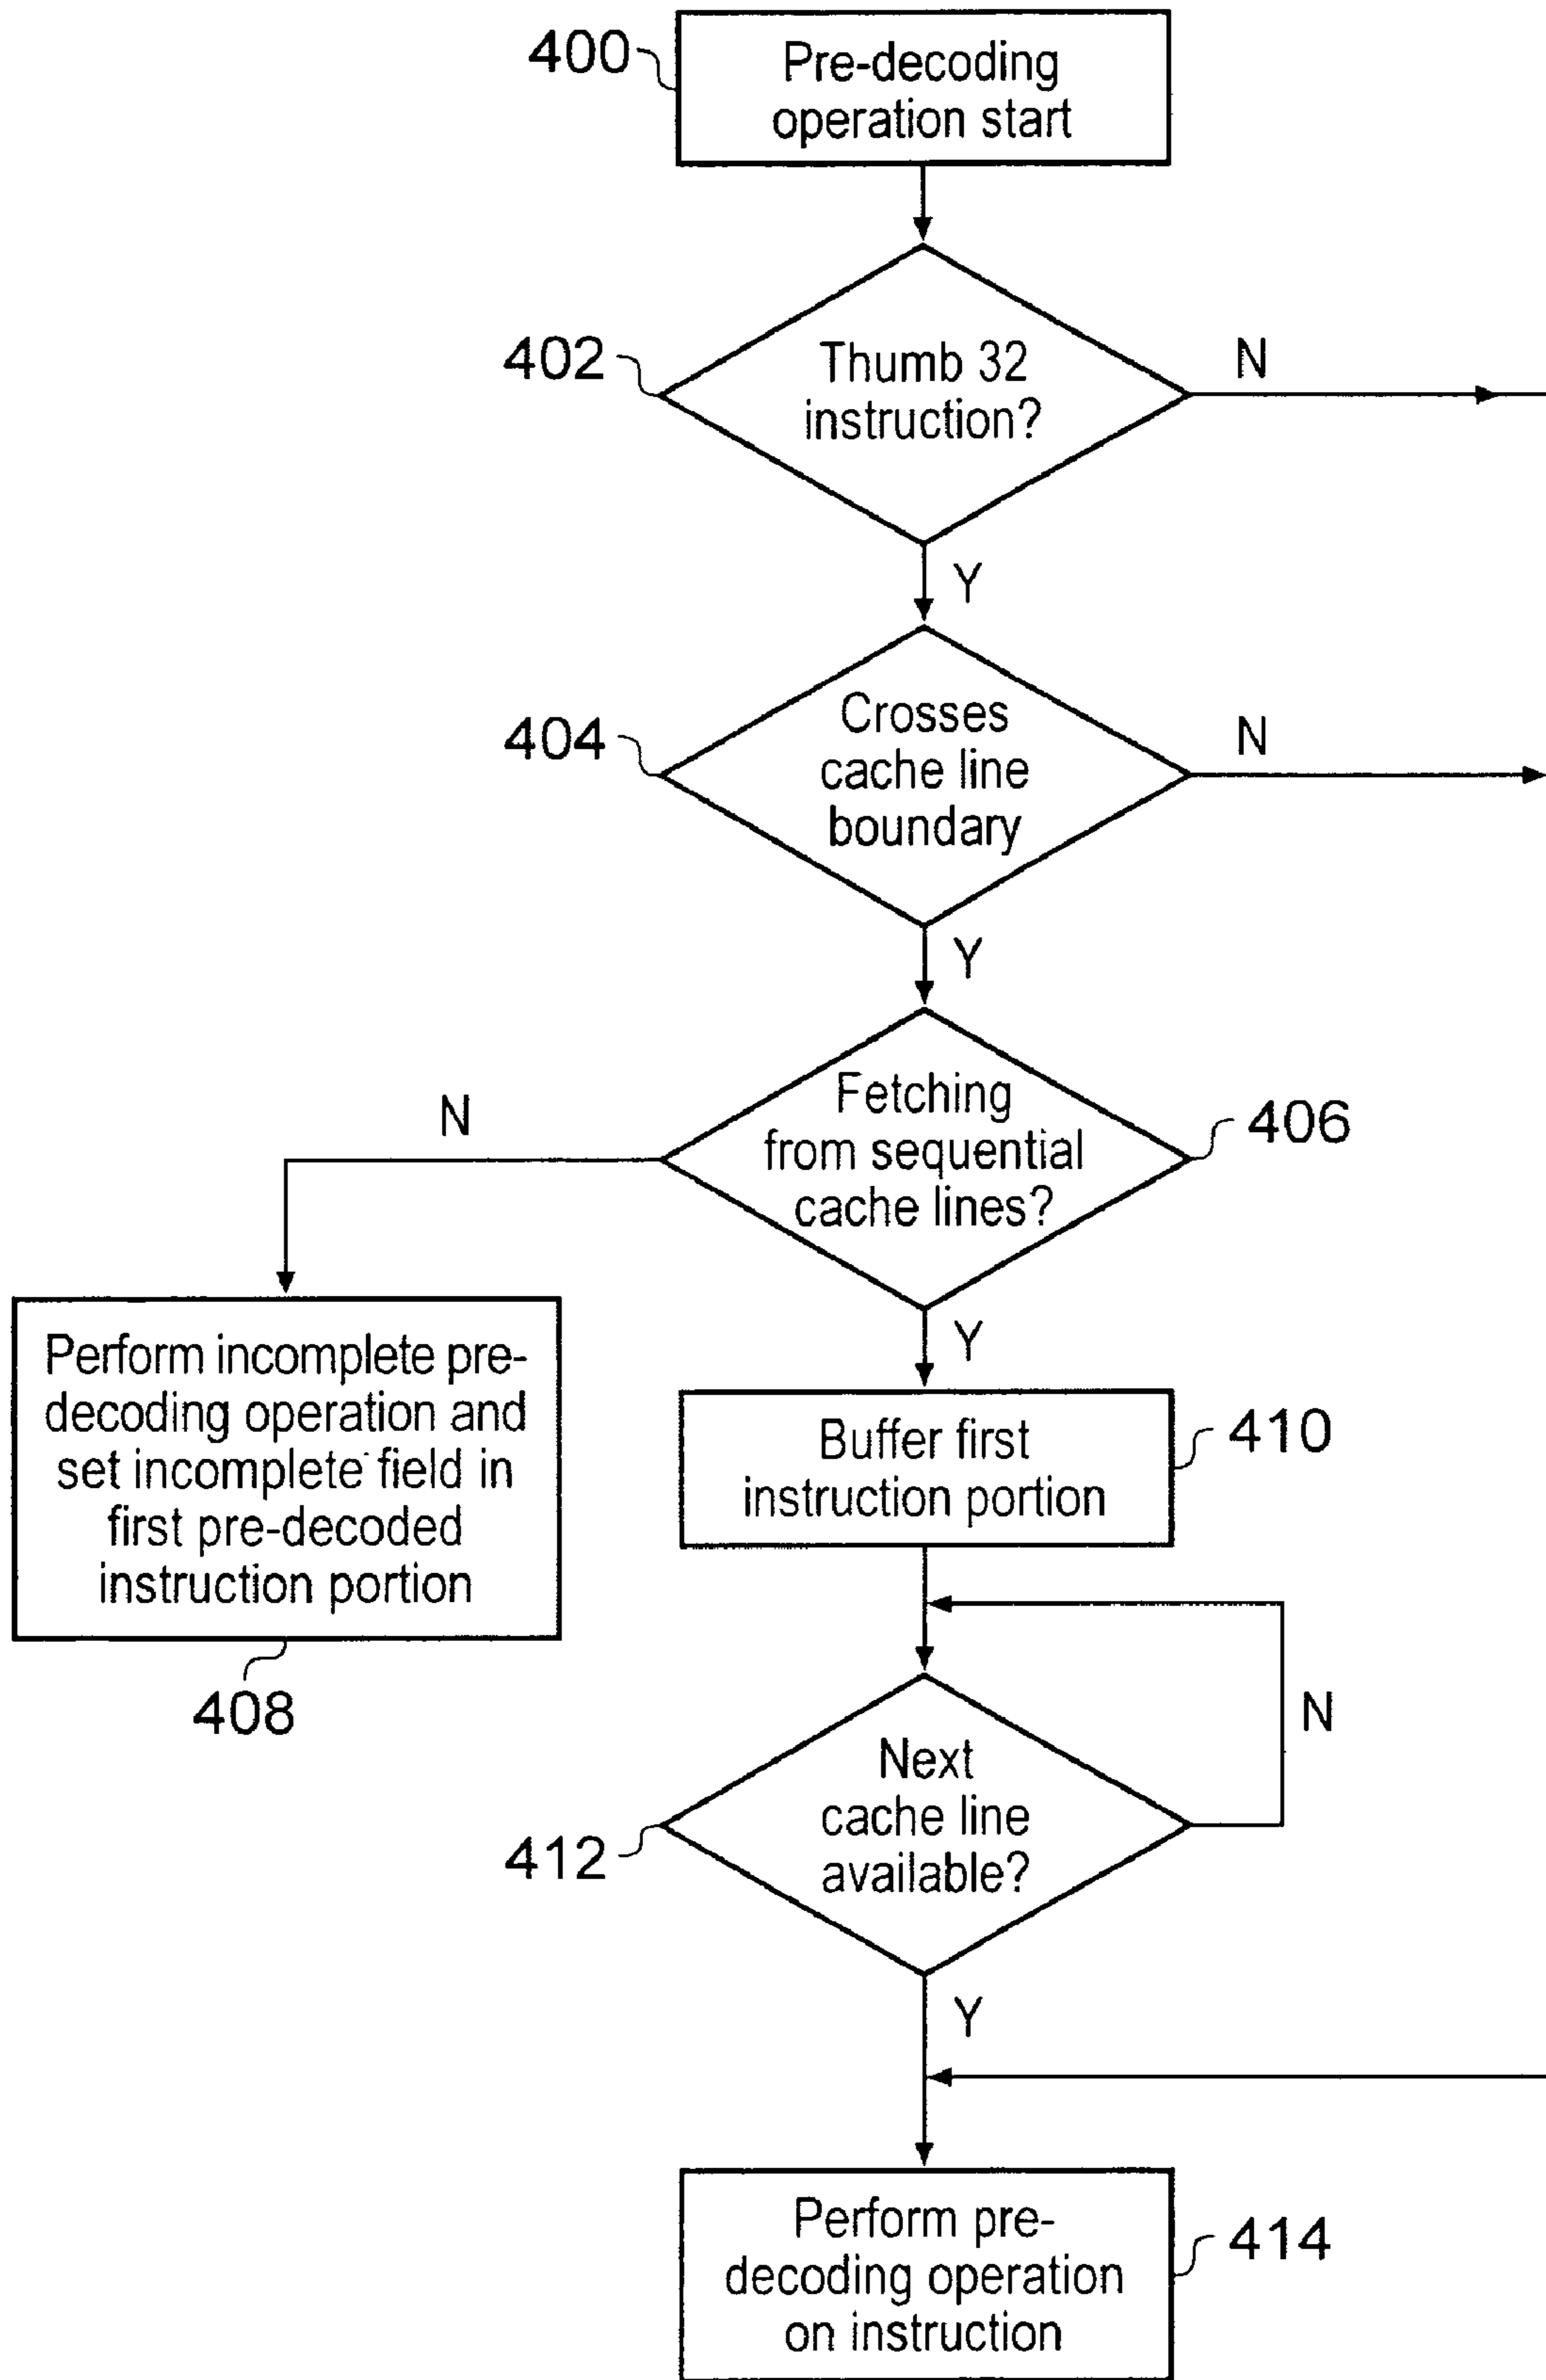 400
Pre-decoding
operation start
402
Thumb 32
instruction?
N
Y
404
Crosses
cache line
boundary
N
Y
406
Fetching
from sequential
cache lines?
N
Y
Perform incomplete pre-
decoding operation and
set incomplete field in
first pre-decoded
instruction portion
408
Buffer first
instruction portion
410
412
Next
cache line
available?
N
Y
Perform pre-
decoding operation
on instruction
414